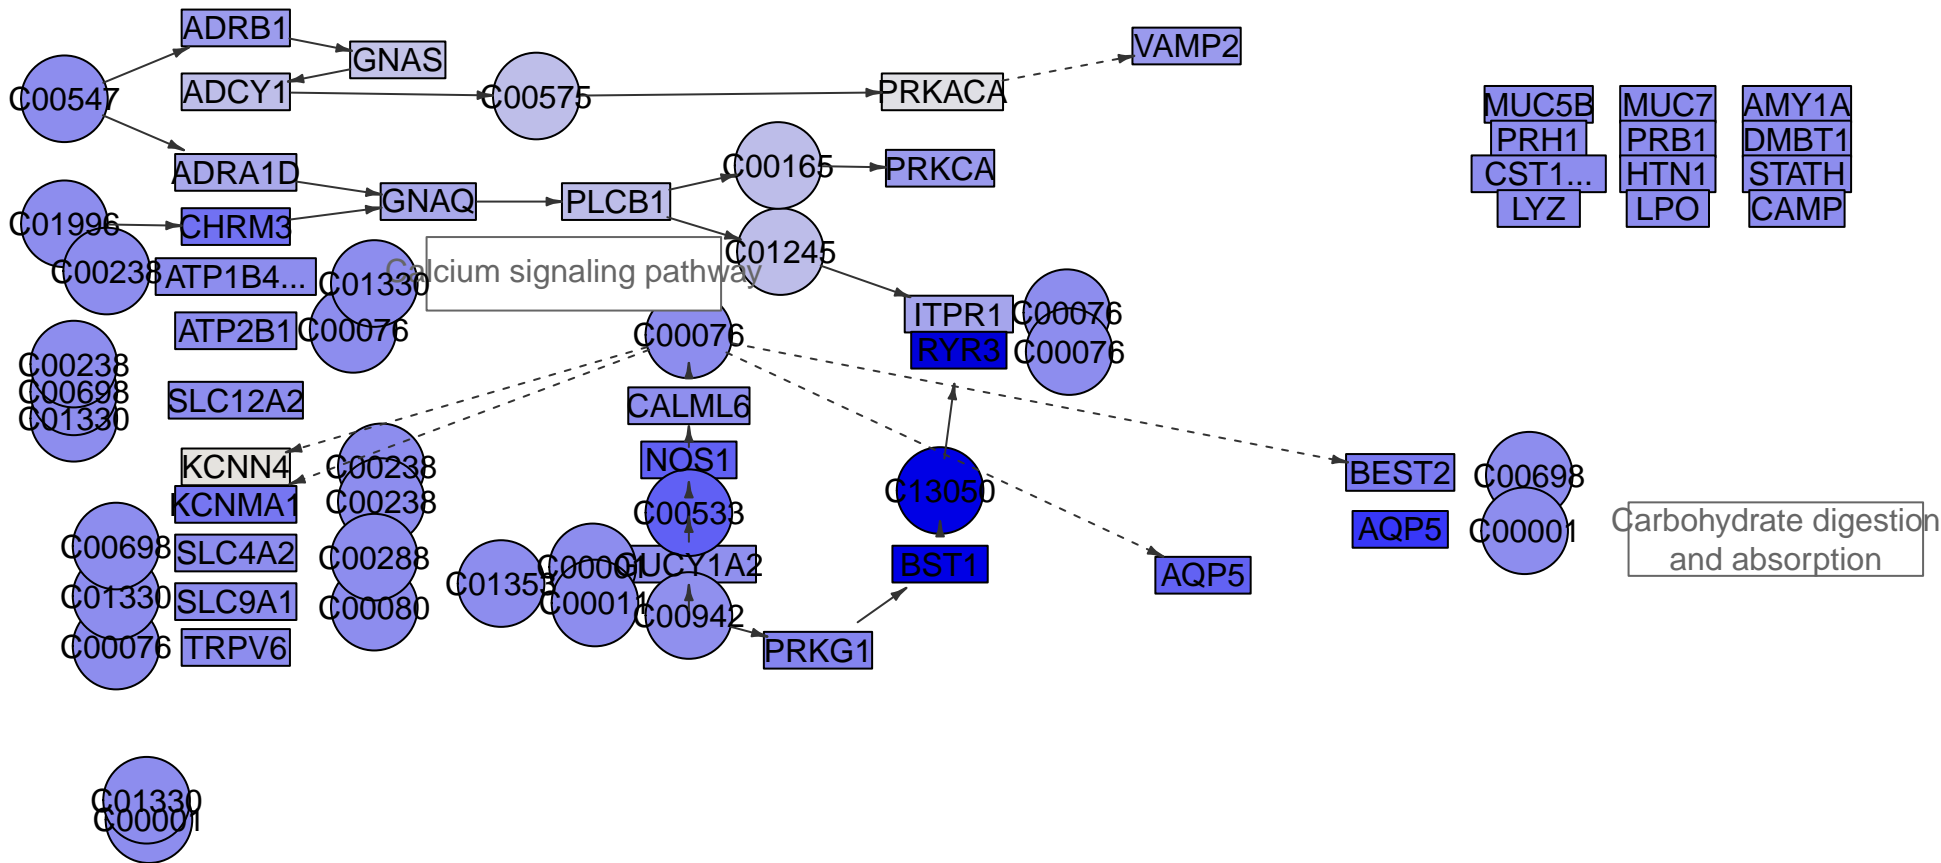 ADRB1
GNAS
VAMP2
C00547
ADCY1
C00575
PRKACA
MUC5B
MUC7
AMY1A
PRH1
PRB1
DMBT1
ADRA1D
C00165
PRKCA
CST1...
HTN1
STATH
GNAQ
PLCB1
LYZ
LPO
CAMP
C01996
CHRM3
C01245
C00238
ATP1B4...
C01330
Calcium signaling pathway
ATP2B1
C00076
C00076
ITPR1
C00076
RYR3
C00076
C00238
C00698
C01330
SLC12A2
CALML6
KCNN4
C00238
NOS1
BEST2
C00698
KCNMA1
C00238
C00533
C13050
AQP5
C00001
Carbohydrate digestion
and absorption
C00698
SLC4A2
C00288
C01353
C00001
GUCY1A2
BST1
AQP5
C01330
SLC9A1
C00080
C00011
C00942
C00076
TRPV6
PRKG1
C01330
C00001